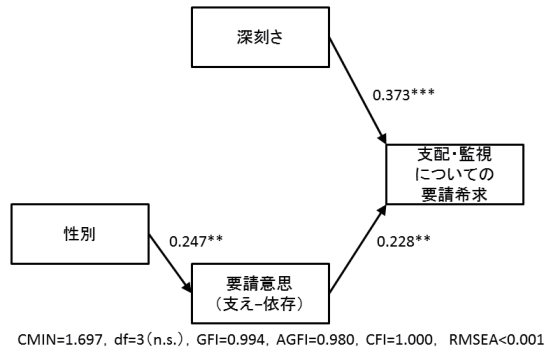 深刻さ
0.373***
支配・監視
についての
要請希求
性別
0.247**
0.228**
要請意思
(支え−依存)
CMIN=1.697, df=3(n.s.), GFI=0.994, AGFI=0.980, CFI=1.000, RMSEA<0.001